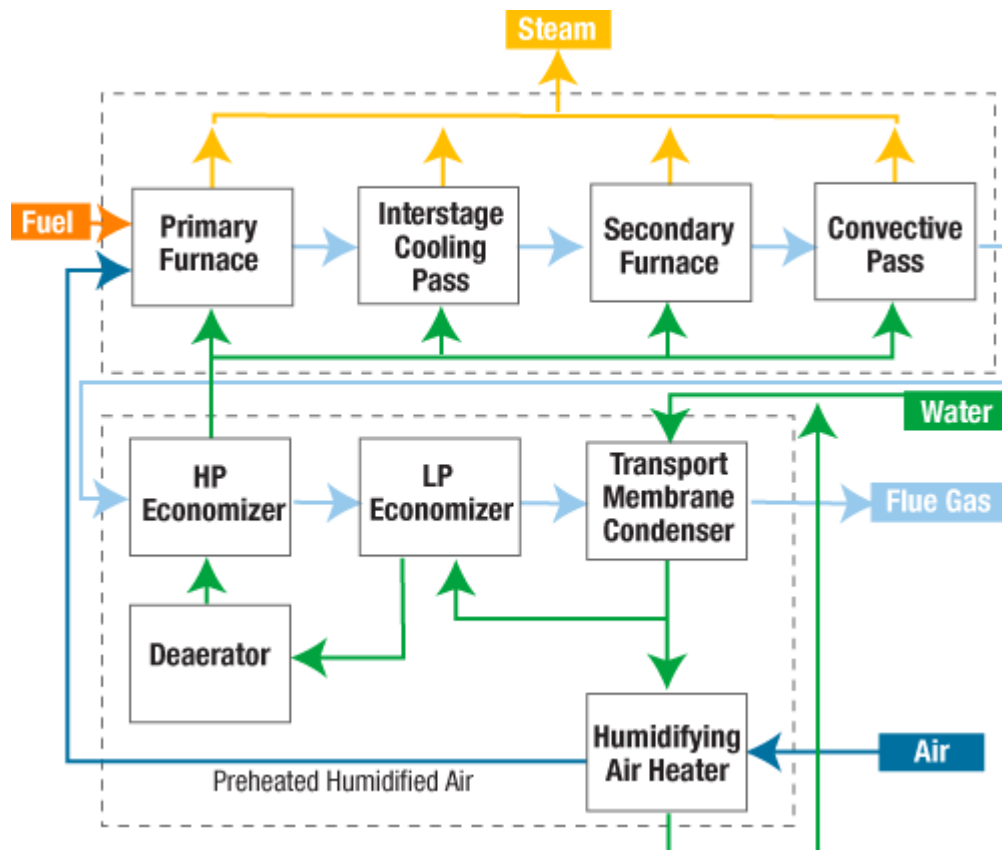 Steam
Fuel
Primary
Furnace
Interstage
Cooling
Pass
Secondary
Furnace
Convective
Pass
Water
HP
Economizer
LP
Economizer
Transport
Membrane
Condenser
Flue Gas
Deaerator
Humidifying
Air Heater
Air
Preheated Humidified Air